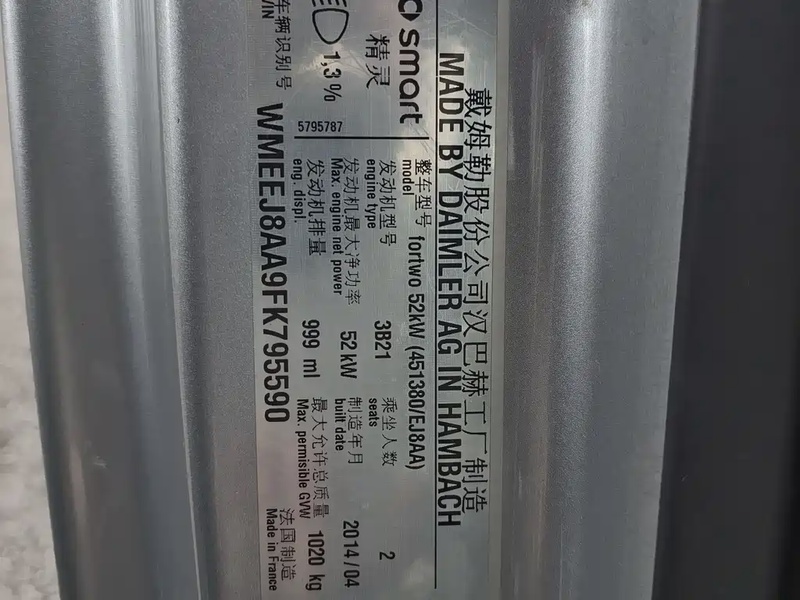 戴姆勒股份公司汉巴赫工厂制造
MADE BY DAIMLER AG IN HAMBACH
smart
精灵
1,3%
5795787
整车型号
model
fortwo 52kW (451380/EJ8AA)
发动机型号
engine type
3B21
乘坐人数
seats
2
发动机最大净功率
Max. engine net power
52 kW
制造年月
built date
2014/04
发动机排量
eng. displ.
999 ml
最大允许总质量
Max. permisible GVW
1020 kg
车辆识别号
VIN
WMEEJ8AA9FK795590
法国制造
Made in France